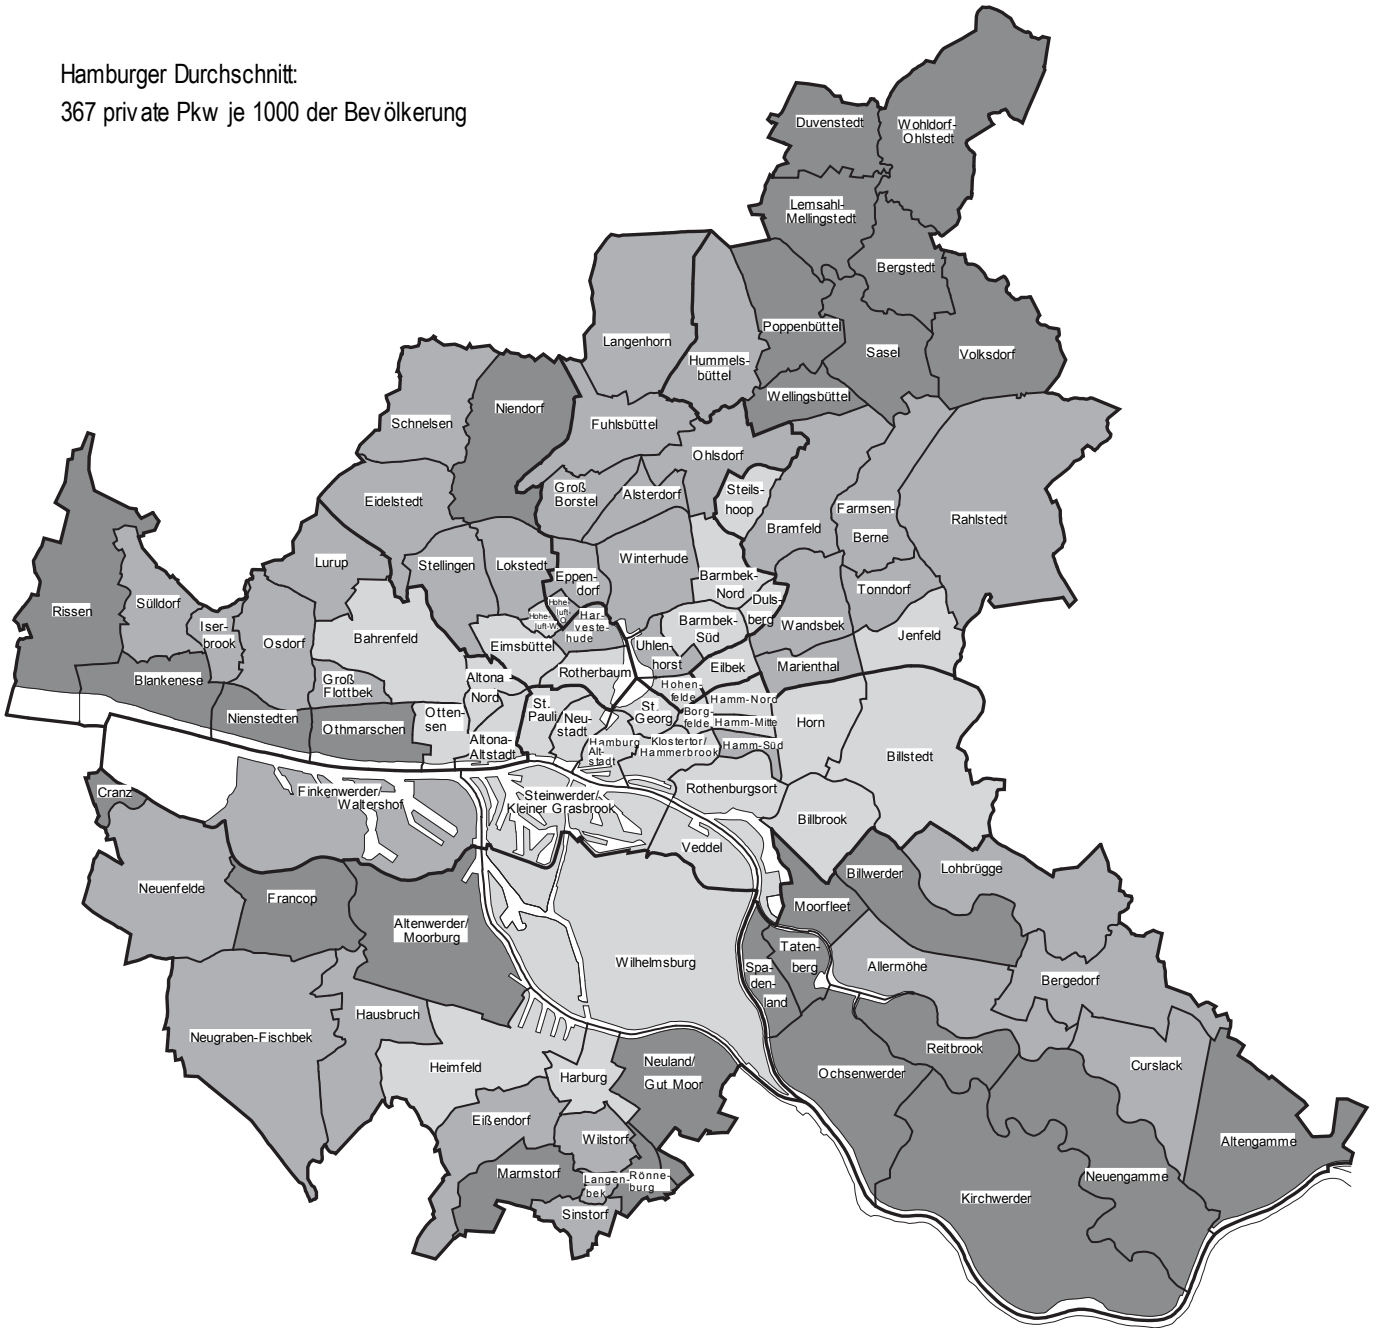 Hamburger Durchschnitt:
367 private Pkw je 1000 der Bevölkerung
Duvenstedt
Wohldorf-
Ohlstedt
Lemsahl-
Mellingstedt
Bergstedt
Poppenbüttel
Sasel
Volksdorf
Langenhorn
Hummels-
büttel
Wellingsbüttel
Niendorf
Schnelsen
Fuhlsbüttel
Ohlsdorf
Groß
Borstel
Alsterdorf
Steils-
hoop
Bramfeld
Farmsen-
Berne
Rahlstedt
Eidelstedt
Lurup
Stellingen
Lokstedt
Eppen-
dorf
Winterhude
Barmbek-
Nord
Duls-
berg
Tonndorf
Rissen
Sülldorf
Iser-
brook
Osdorf
Bahrenfeld
Hohe-
luft-
O.
Hohe-
luft-W.
Har-
veste-
hude
Barmbek-
Süd
Wandsbek
Jenfeld
Eimsbüttel
Uhlen-
horst
Eilbek
Marienthal
Rotherbaum
Blankenese
Groß
Flottbek
Altona-
Nord
Nienstedten
Othmarschen
Otten-
sen
Altona-
Altstadt
St.
Pauli
Neu-
stadt
St.
Georg
Hohen-
felde
Borg-
felde
Hamm-Nord
Hamm-Mitte
Hamm-Süd
Horn
Billstedt
Hamburg
Alt-
stadt
Klostertor/
Hammerbrook
Rothenburgsort
Billbrook
Cranz
Finkenwerder/
Waltershof
Steinwerder/
Kleiner Grasbrook
Veddel
Neuenfelde
Francop
Altenwerder/
Moorburg
Wilhelmsburg
Billwerder
Lohbrügge
Moorfleet
Taten-
berg
Spa-
den-
land
Allermöhe
Bergedorf
Neugraben-Fischbek
Hausbruch
Heimfeld
Harburg
Neuland/
Gut Moor
Ochsenwerder
Reitbrook
Curslack
Altengamme
Eißendorf
Wilstorf
Marmstorf
Langen-
bek
Rönne-
burg
Sinstorf
Kirchwerder
Neuengamme